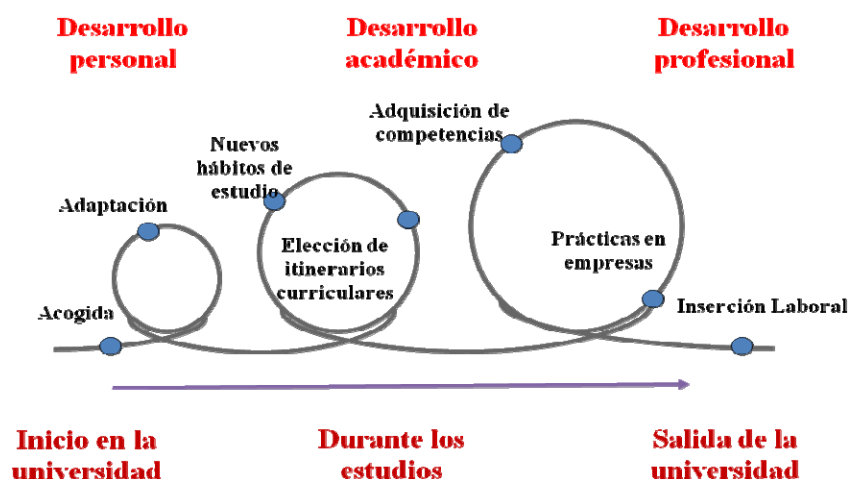 Desarrollo
personal
Desarrollo
académico
Desarrollo
profesional
Adquisición de
competencias
Nuevos
hábitos de
estudio
Adaptación
Elección de
itinerarios
curriculares
Prácticas en
empresas
Acogida
Inserción Laboral
Inicio en la
universidad
Durante los
estudios
Salida de la
universidad